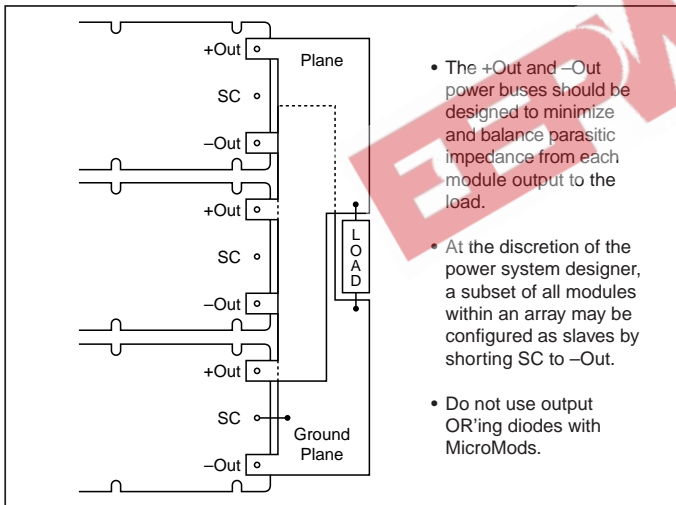 +Out
Plane
SC
–Out
+Out
SC
–Out
+Out
SC
Ground
Plane
–Out
LOAD
• The +Out and –Out
power buses should be
designed to minimize
and balance parasitic
impedance from each
module output to the
load.
• At the discretion of the
power system designer,
a subset of all modules
within an array may be
configured as slaves by
shorting SC to –Out.
• Do not use output
OR'ing diodes with
MicroMods.